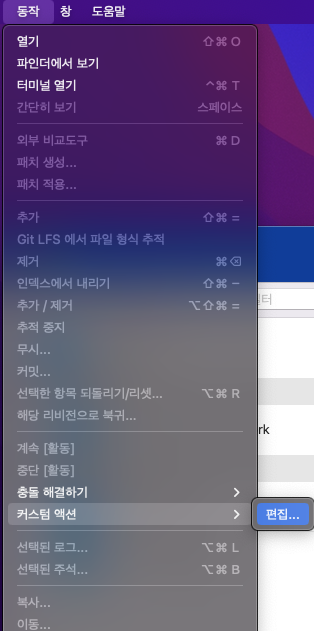 동작 창 도움말
열기 ⇧⌘ O
파인더에서 보기
터미널 열기 ^⌘ T
간단히 보기 스페이스
외부 비교도구 ⌘ D
패치 생성...
패치 적용...
추가 ⇧⌘ =
Git LFS 에서 파일 형식 추적
제거 ⌘⌫
인덱스에서 내리기 ⇧⌘ −
추가 / 제거 ⌥⇧⌘ =
추적 중지
무시...
커밋...
선택한 항목 되돌리기/리셋... ⌥⌘ R
해당 리비전으로 복귀...
계속 [활동]
중단 [활동]
충돌 해결하기 >
커스텀 액션 >
편집...
선택된 로그... ⌥⌘ L
선택된 주석... ⌥⌘ B
복사...
이동...
터
rk